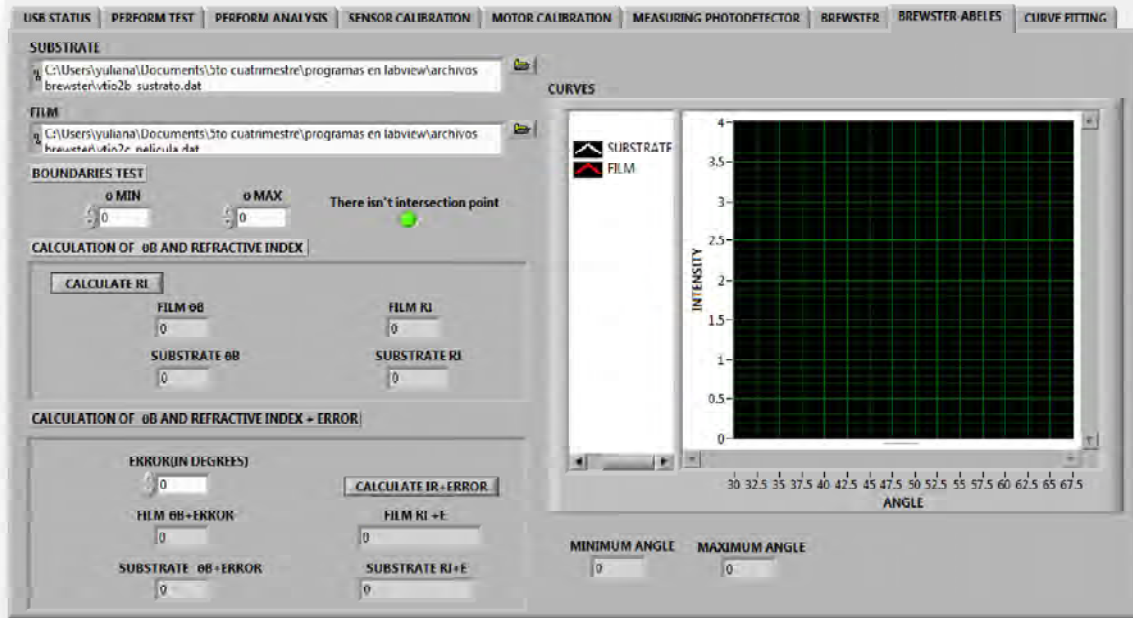 USB STATUS
PERFORM TEST
PERFORM ANALYSIS
SENSOR CALIBRATION
MOTOR CALIBRATION
MEASURING PHOTODETECTOR
BREWSTER
BREWSTER-ABELES
CURVE FITTING
SUBSTRATE
C:\Users\yuliana\Documents\5to cuatrimestre\programas en labview\archivos
brewster\vtio2b_sustrato.dat
FILM
C:\Users\yuliana\Documents\5to cuatrimestre\programas en labview\archivos
brewster\vtio2c_pelicula.dat
BOUNDARIES TEST
θ MIN
θ MAX
0
0
There isn't intersection point
CALCULATION OF θB AND REFRACTIVE INDEX
CALCULATE RI
FILM θB
FILM RI
0
0
SUBSTRATE θB
SUBSTRATE RI
0
0
CALCULATION OF θB AND REFRACTIVE INDEX + ERROR
ERROR(IN DEGREES)
0
CALCULATE IR+ERROR
FILM θB+ERROR
FILM RI +E
0
0
SUBSTRATE θB+ERROR
SUBSTRATE RI+E
0
0
CURVES
SUBSTRATE
FILM
INTENSITY
4
3.5
3
2.5
2
1.5
1
0.5
0
30 32.5 35 37.5 40 42.5 45 47.5 50 52.5 55 57.5 60 62.5 65 67.5
ANGLE
MINIMUM ANGLE
MAXIMUM ANGLE
0
0